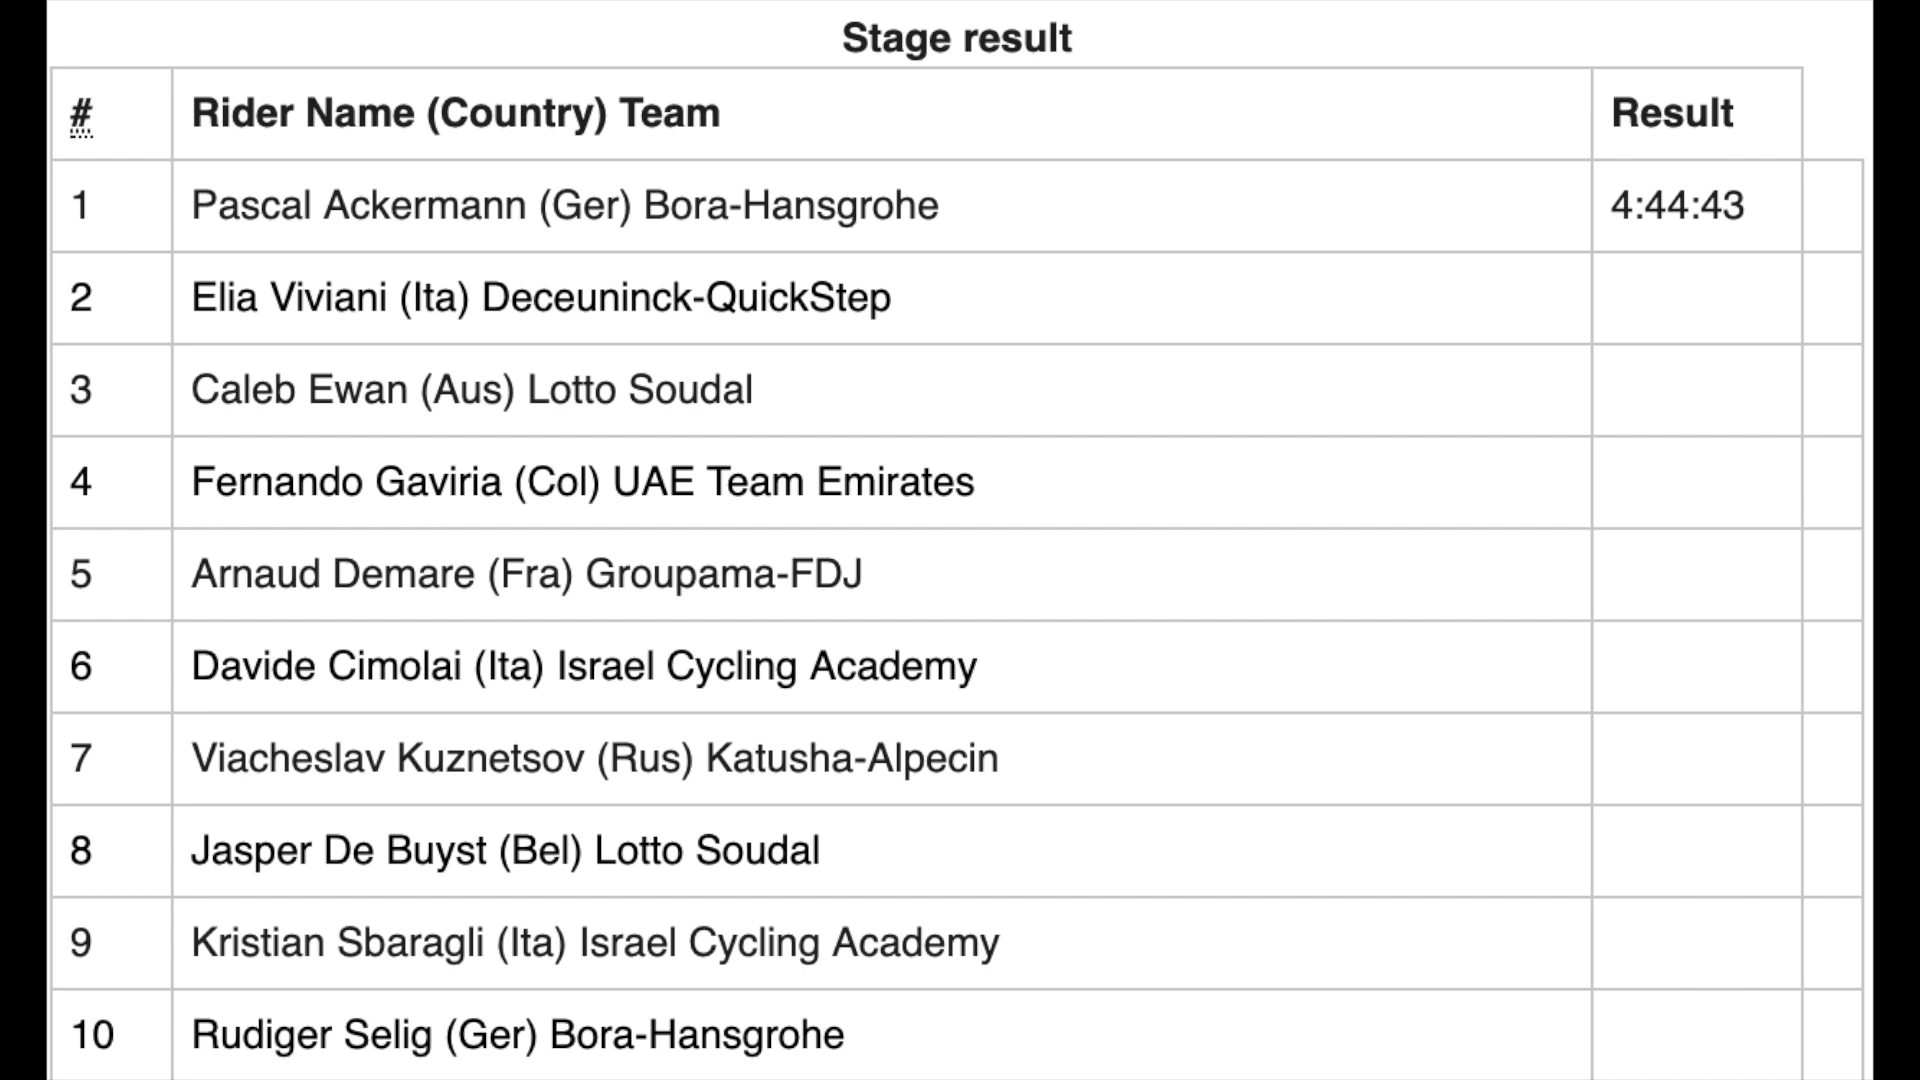 Stage result
# Rider Name (Country) Team Result
1 Pascal Ackermann (Ger) Bora-Hansgrohe 4:44:43
2 Elia Viviani (Ita) Deceuninck-QuickStep
3 Caleb Ewan (Aus) Lotto Soudal
4 Fernando Gaviria (Col) UAE Team Emirates
5 Arnaud Demare (Fra) Groupama-FDJ
6 Davide Cimolai (Ita) Israel Cycling Academy
7 Viacheslav Kuznetsov (Rus) Katusha-Alpecin
8 Jasper De Buyst (Bel) Lotto Soudal
9 Kristian Sbaragli (Ita) Israel Cycling Academy
10 Rudiger Selig (Ger) Bora-Hansgrohe